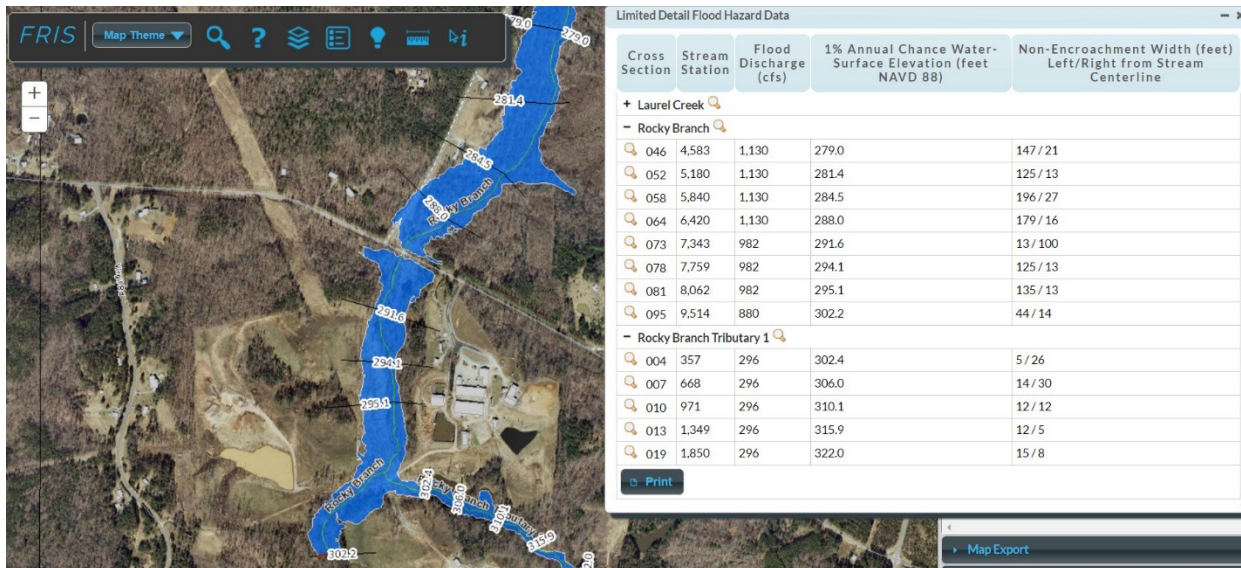 FRIS
Map Theme
?
i
+
−
279.0
279.0
281.4
284.5
288.0
Rocky Branch
291.6
294.1
295.1
Rocky Branch
302.4
306.0
310.1
315.9
302.2
Limited Detail Flood Hazard Data
− ×
Cross Section
Stream Station
Flood Discharge (cfs)
1% Annual Chance Water-Surface Elevation (feet NAVD 88)
Non-Encroachment Width (feet) Left/Right from Stream Centerline
+ Laurel Creek
− Rocky Branch
046 4,583 1,130 279.0 147 / 21
052 5,180 1,130 281.4 125 / 13
058 5,840 1,130 284.5 196 / 27
064 6,420 1,130 288.0 179 / 16
073 7,343 982 291.6 13 / 100
078 7,759 982 294.1 125 / 13
081 8,062 982 295.1 135 / 13
095 9,514 880 302.2 44 / 14
− Rocky Branch Tributary 1
004 357 296 302.4 5 / 26
007 668 296 306.0 14 / 30
010 971 296 310.1 12 / 12
013 1,349 296 315.9 12 / 5
019 1,850 296 322.0 15 / 8
Print
Map Export